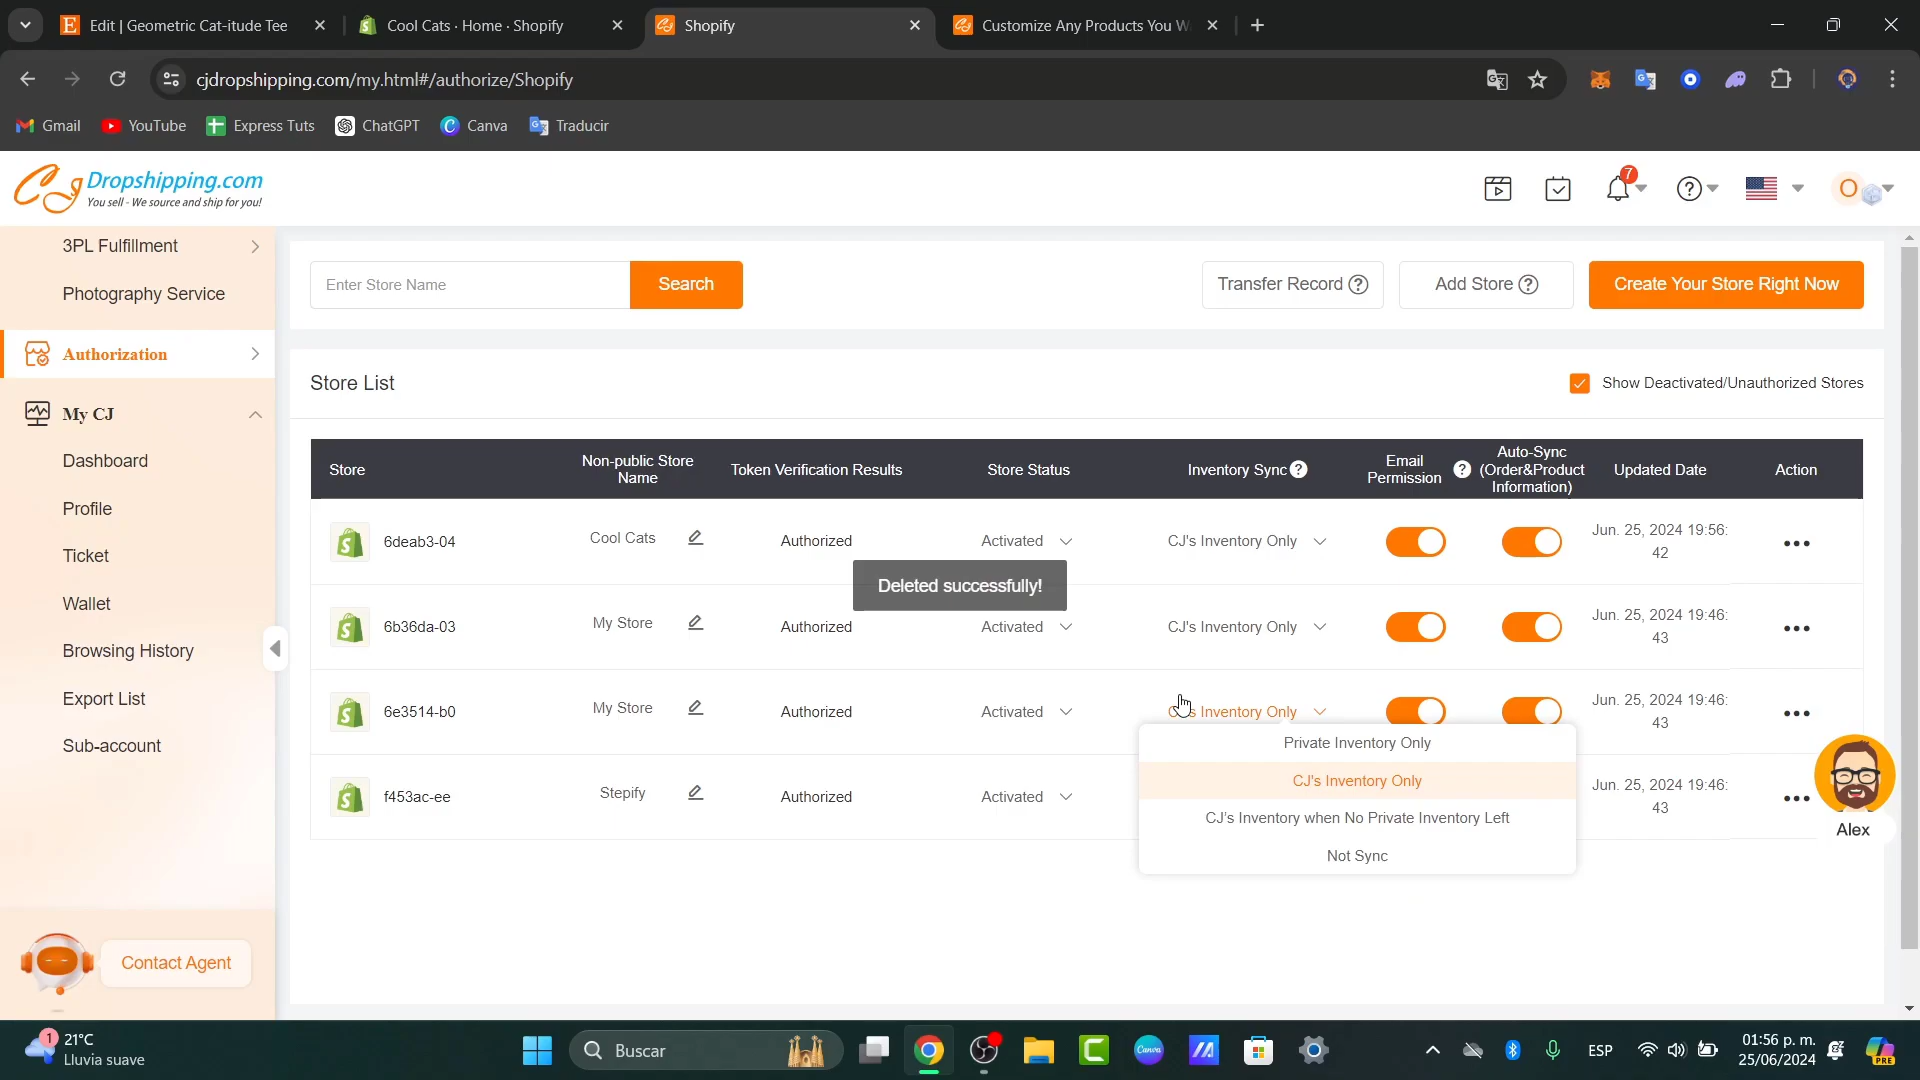 Edit | Geometric Cat-itude Tee
Cool Cats · Home · Shopify
Shopify
Customize Any Products You W
cjdropshipping.com/my.html#/authorize/Shopify
Gmail
YouTube
Express Tuts
ChatGPT
Canva
Traducir
CJ Dropshipping.com
You sell - We source and ship for you!
7
O
3PL Fulfillment
Photography Service
Authorization
My CJ
Dashboard
Profile
Ticket
Wallet
Browsing History
Export List
Sub-account
Contact Agent
Enter Store Name
Search
Transfer Record ?
Add Store ?
Create Your Store Right Now
Store List
Show Deactivated/Unauthorized Stores
Store
Non-public Store Name
Token Verification Results
Store Status
Inventory Sync ?
Email Permission ?
Auto-Sync (Order&Product Information)
Updated Date
Action
6deab3-04
Cool Cats
Authorized
Activated
CJ's Inventory Only
Jun. 25, 2024 19:56:
42
Deleted successfully!
6b36da-03
My Store
Authorized
Activated
CJ's Inventory Only
Jun. 25, 2024 19:46:
43
6e3514-b0
My Store
Authorized
Activated
Inventory Only
Jun. 25, 2024 19:46:
43
Private Inventory Only
CJ's Inventory Only
CJ's Inventory when No Private Inventory Left
Not Sync
f453ac-ee
Stepify
Authorized
Activated
Jun. 25, 2024 19:46:
43
Alex
1
21°C
Lluvia suave
Buscar
Canva
ESP
01:56 p. m.
25/06/2024
PRE